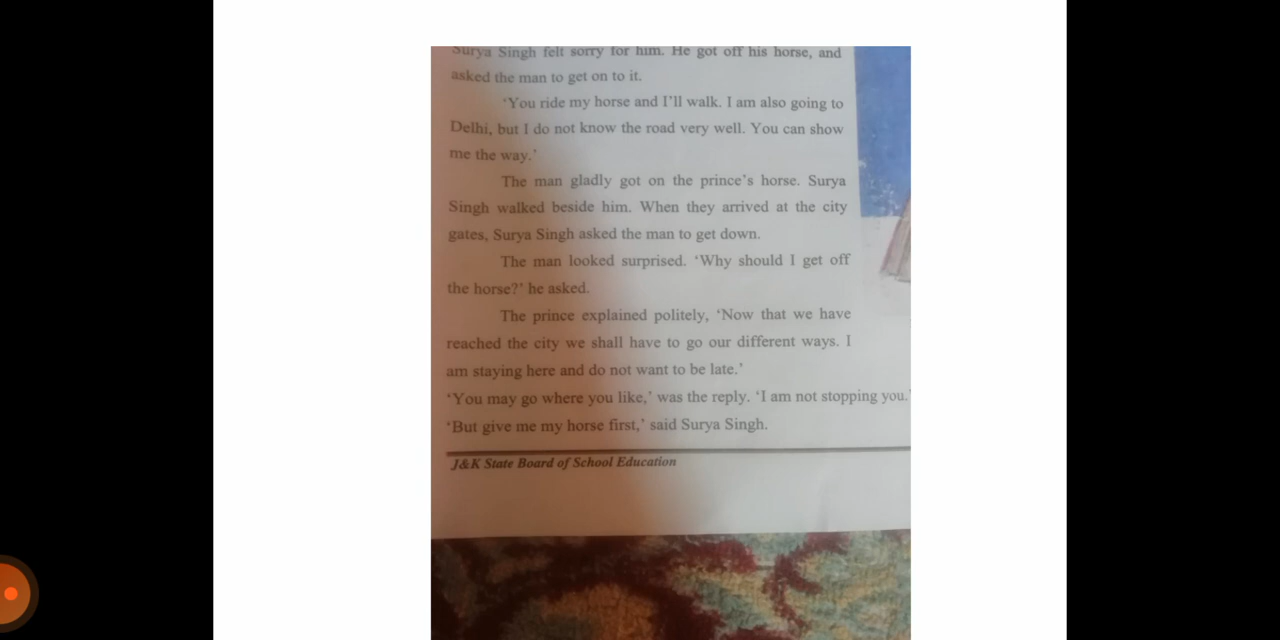 Surya Singh felt sorry for him. He got off his horse, and
asked the man to get on to it.
‘You ride my horse and I’ll walk. I am also going to
Delhi, but I do not know the road very well. You can show
me the way.’
The man gladly got on the prince’s horse. Surya
Singh walked beside him. When they arrived at the city
gates, Surya Singh asked the man to get down.
The man looked surprised. ‘Why should I get off
the horse?’ he asked.
The prince explained politely, ‘Now that we have
reached the city we shall have to go our different ways. I
am staying here and do not want to be late.’
‘You may go where you like,’ was the reply. ‘I am not stopping you.’
‘But give me my horse first,’ said Surya Singh.
J&K State Board of School Education